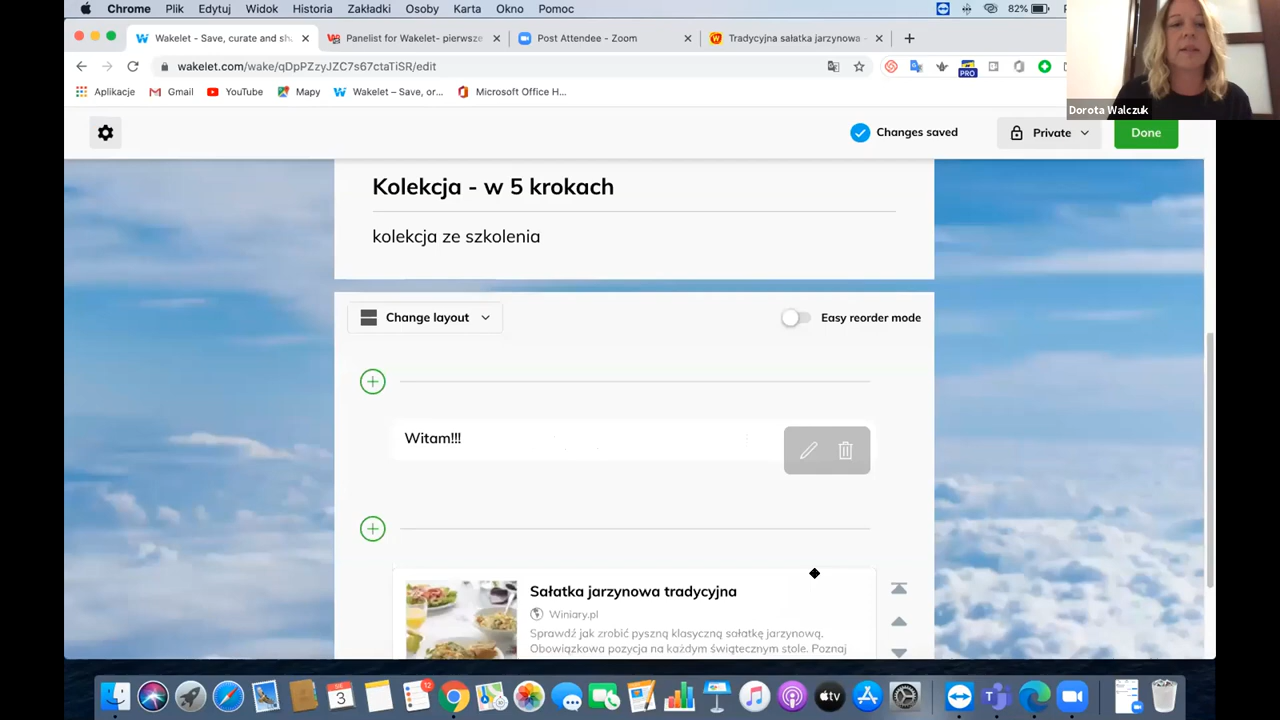 Chrome Plik Edytuj Widok Historia Zakładki Osoby Karta Okno Pomoc 82%
Wakelet - Save, curate and sh Panelist for Wakelet- pierwsze Post Attendee - Zoom Tradycyjna sałatka jarzynowa -
wakelet.com/wake/qDpPZzyJZC7s67ctaTiSR/edit PRO
Aplikacje Gmail YouTube Mapy Wakelet – Save, or... Microsoft Office H...
Dorota Walczuk
Changes saved Private Done
Kolekcja - w 5 krokach
kolekcja ze szkolenia
Change layout Easy reorder mode
Witam!!!
Sałatka jarzynowa tradycyjna
Winiary.pl
Sprawdź jak zrobić pyszną klasyczną sałatkę jarzynową.
Obowiązkowa pozycja na każdym świątecznym stole. Poznaj
3 12 tv